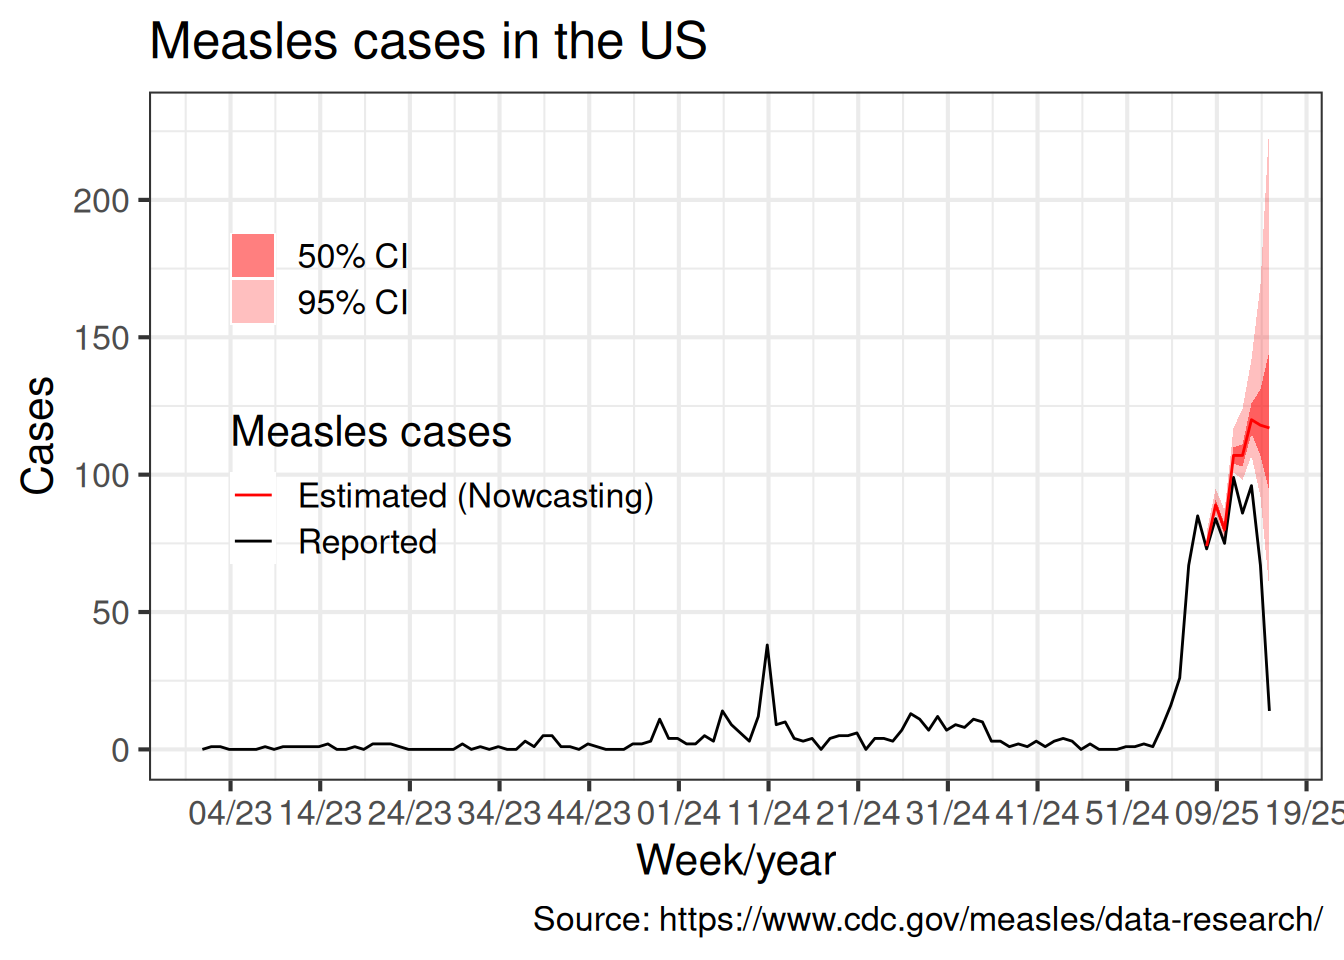 Measles cases in the US
Cases
200
150
100
50
0
50% CI
95% CI
Measles cases
Estimated (Nowcasting)
Reported
04/23 14/23 24/23 34/23 44/23 01/24 11/24 21/24 31/24 41/24 51/24 09/25 19/25
Week/year
Source: https://www.cdc.gov/measles/data-research/